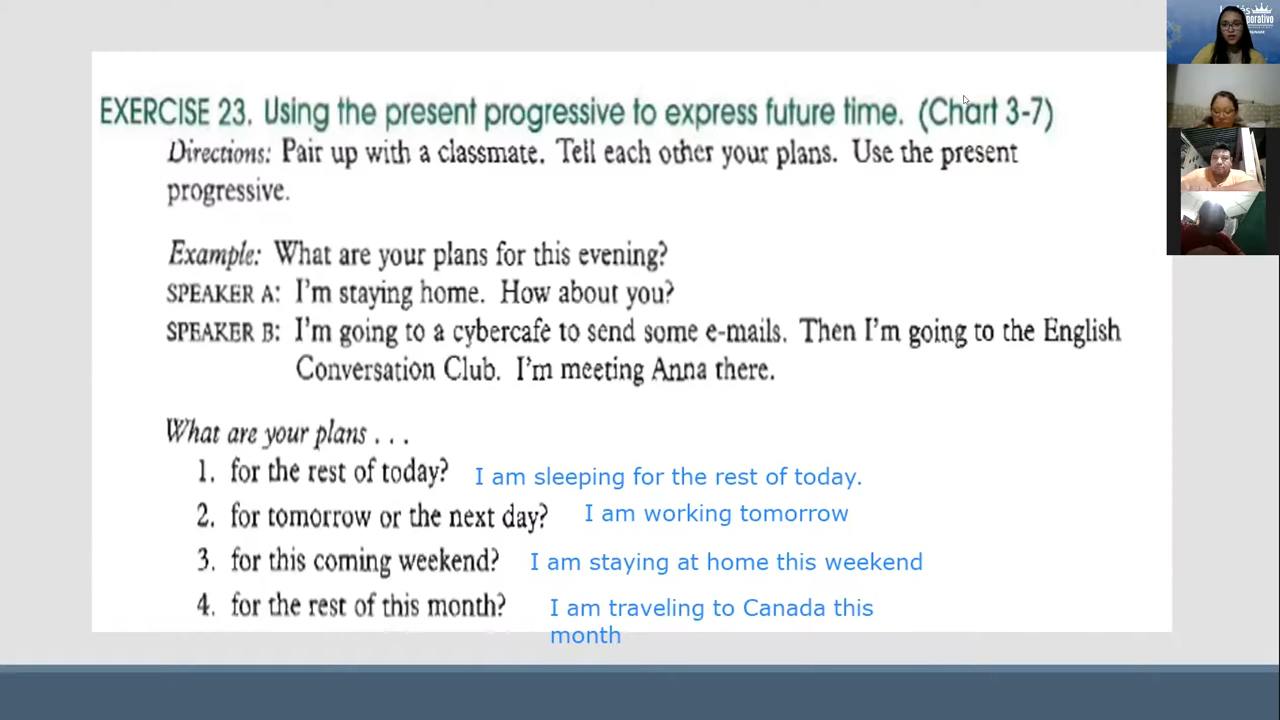 EXERCISE 23. Using the present progressive to express future time. (Chart 3-7)
Directions: Pair up with a classmate. Tell each other your plans. Use the present
progressive.
Example: What are your plans for this evening?
SPEAKER A: I'm staying home. How about you?
SPEAKER B: I'm going to a cybercafe to send some e-mails. Then I'm going to the English
Conversation Club. I'm meeting Anna there.
What are your plans . . .
1. for the rest of today? I am sleeping for the rest of today.
2. for tomorrow or the next day? I am working tomorrow
3. for this coming weekend? I am staying at home this weekend
4. for the rest of this month? I am traveling to Canada this
month